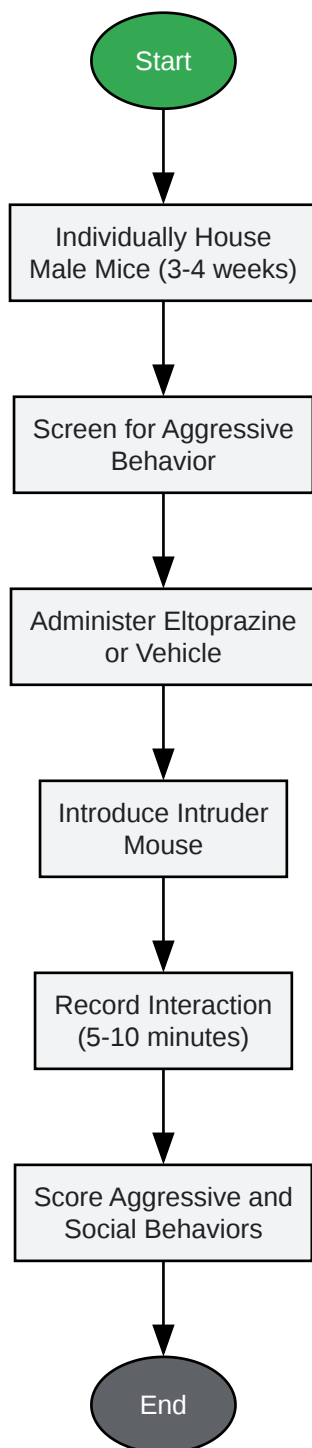 Start
Individually House
Male Mice (3-4 weeks)
Screen for Aggressive
Behavior
Administer Eltoprazine
or Vehicle
Introduce Intruder
Mouse
Record Interaction
(5-10 minutes)
Score Aggressive and
Social Behaviors
End